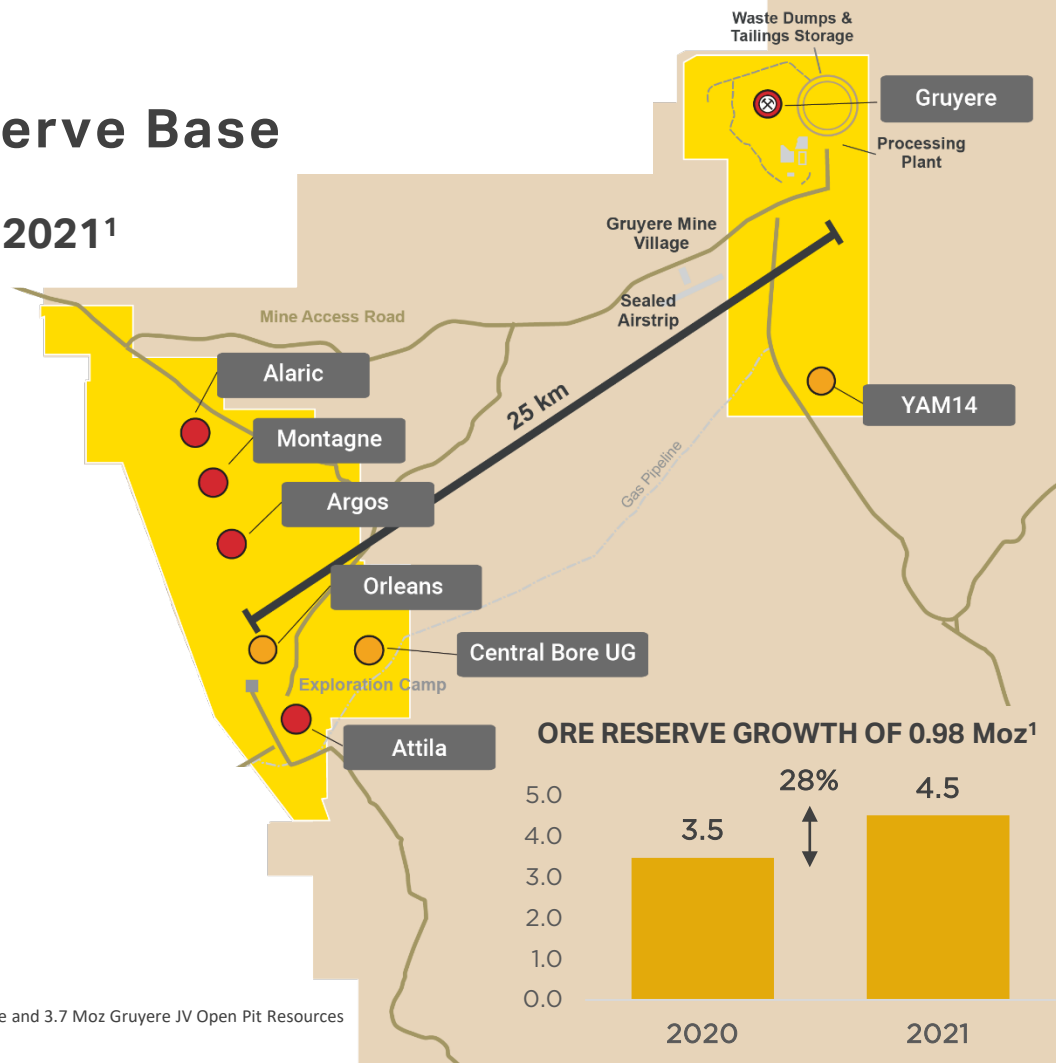 Waste Dumps &
Tailings Storage
Gruyere
erve Base
Processing
Plant
2021¹
Gruyere Mine
Village
Sealed
Airstrip
Mine Access Road
Alaric
25 km
YAM14
Montagne
Gas Pipeline
Argos
Orleans
Central Bore UG
Exploration Camp
Attila
ORE RESERVE GROWTH OF 0.98 Moz¹
28%
5.0
4.0
3.0
2.0
1.0
0.0
3.5
4.5
2020
2021
e and 3.7 Moz Gruyere JV Open Pit Resources